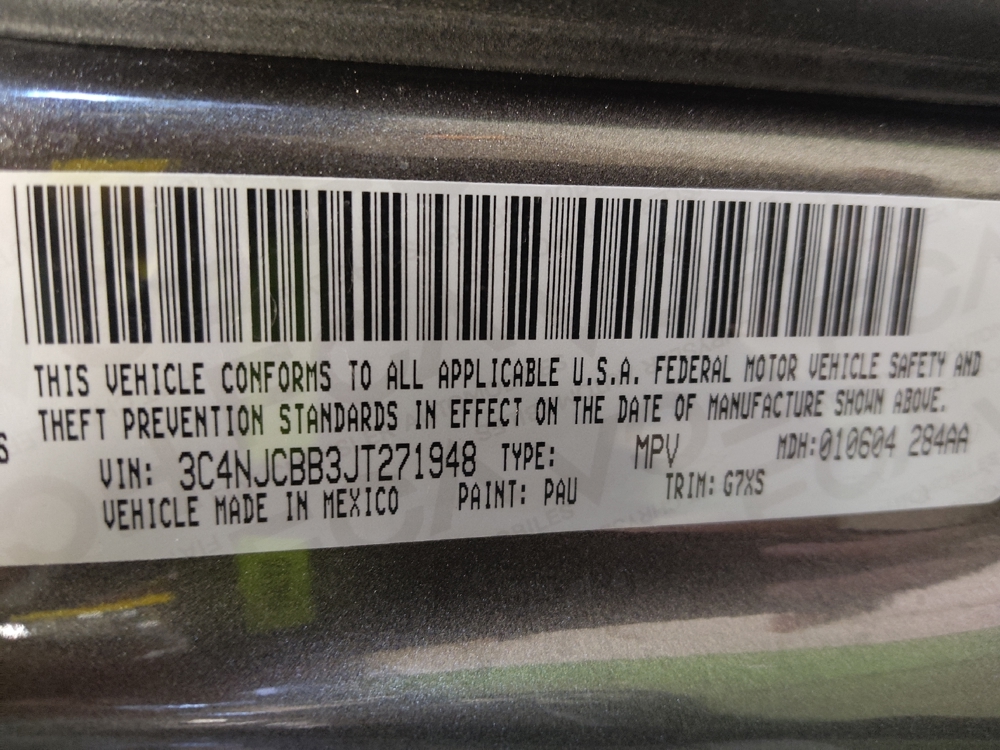 THIS VEHICLE CONFORMS TO ALL APPLICABLE U.S.A. FEDERAL MOTOR VEHICLE SAFETY AND
THEFT PREVENTION STANDARDS IN EFFECT ON THE DATE OF MANUFACTURE SHOWN ABOVE.
S
VIN: 3C4NJCBB3JT271948 TYPE: MPV MDH:010604 284AA
VEHICLE MADE IN MEXICO PAINT: PAU TRIM: G7XS